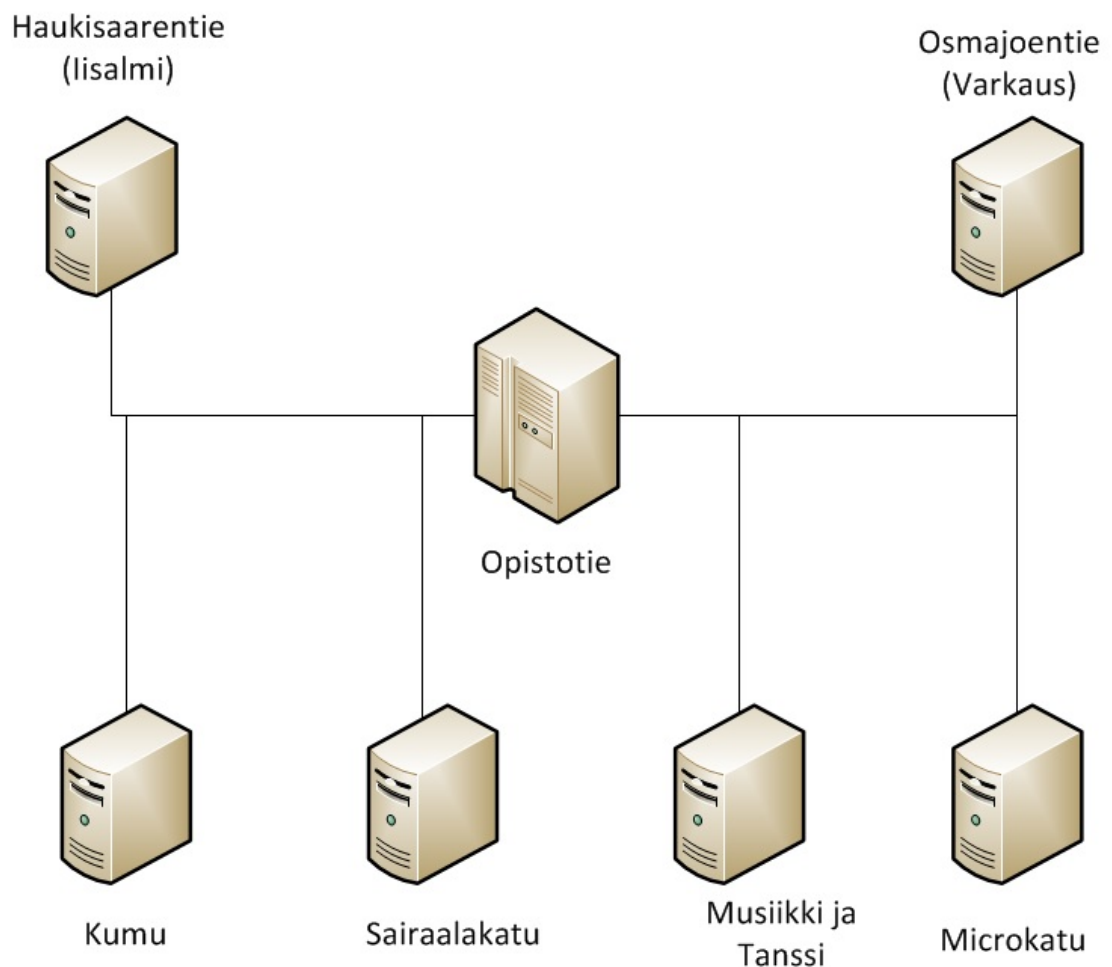 Haukisaarentie
(Iisalmi)
Osmajoentie
(Varkaus)
Opistotie
Kumu
Sairaalakatu
Musiikki ja
Tanssi
Microkatu